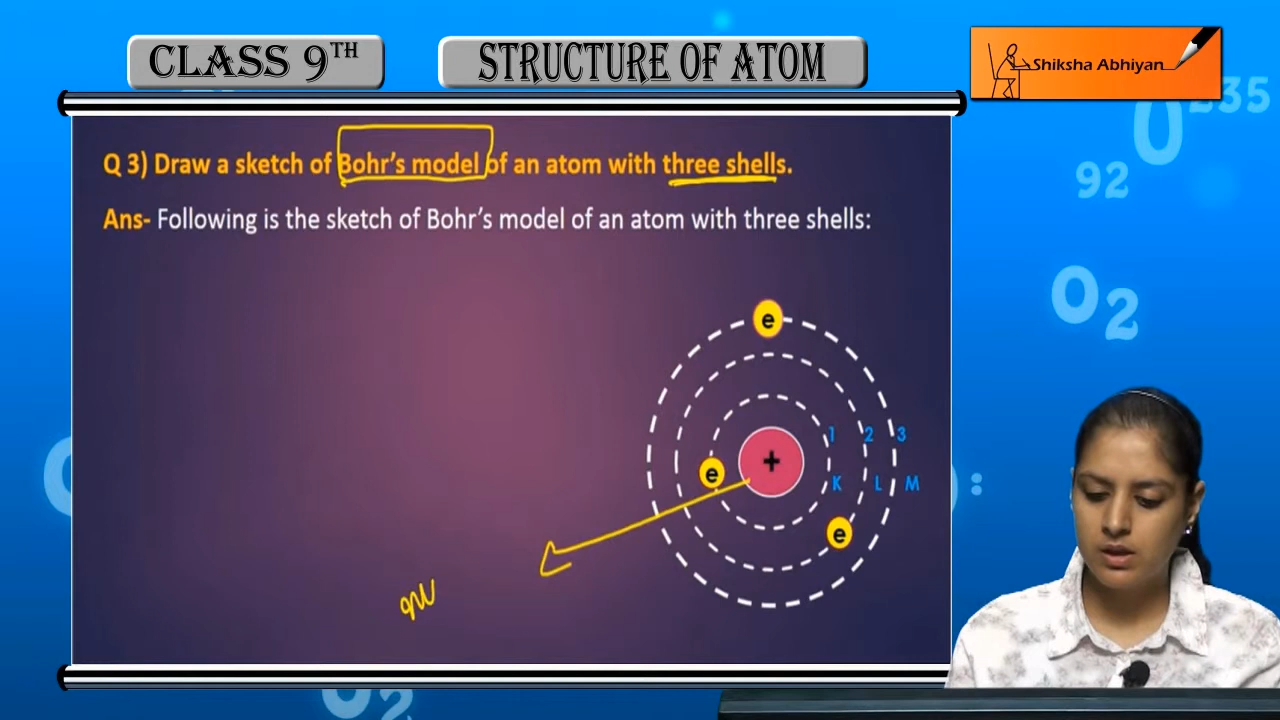 CLASS 9TH
STRUCTURE OF ATOM
Shiksha Abhiyan
235
92
Q 3) Draw a sketch of Bohr's model of an atom with three shells.
Ans- Following is the sketch of Bohr's model of an atom with three shells:
O2
e
1 2 3
+
e
K L M
e
O2